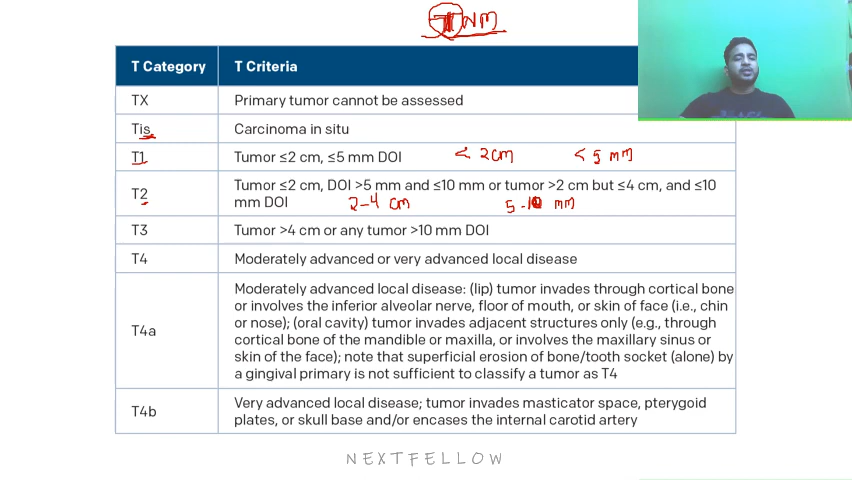 TNM
T Category T Criteria
TX Primary tumor cannot be assessed
Tis Carcinoma in situ
T1 Tumor ≤2 cm, ≤5 mm DOI < 2 cm < 5 mm
T2 Tumor ≤2 cm, DOI >5 mm and ≤10 mm or tumor >2 cm but ≤4 cm, and ≤10
mm DOI 2-4 cm 5-10 mm
T3 Tumor >4 cm or any tumor >10 mm DOI
T4 Moderately advanced or very advanced local disease
T4a Moderately advanced local disease: (lip) tumor invades through cortical bone
or involves the inferior alveolar nerve, floor of mouth, or skin of face (i.e., chin
or nose); (oral cavity) tumor invades adjacent structures only (e.g., through
cortical bone of the mandible or maxilla, or involves the maxillary sinus or
skin of the face); note that superficial erosion of bone/tooth socket (alone) by
a gingival primary is not sufficient to classify a tumor as T4
T4b Very advanced local disease; tumor invades masticator space, pterygoid
plates, or skull base and/or encases the internal carotid artery
NEXTFELLOW